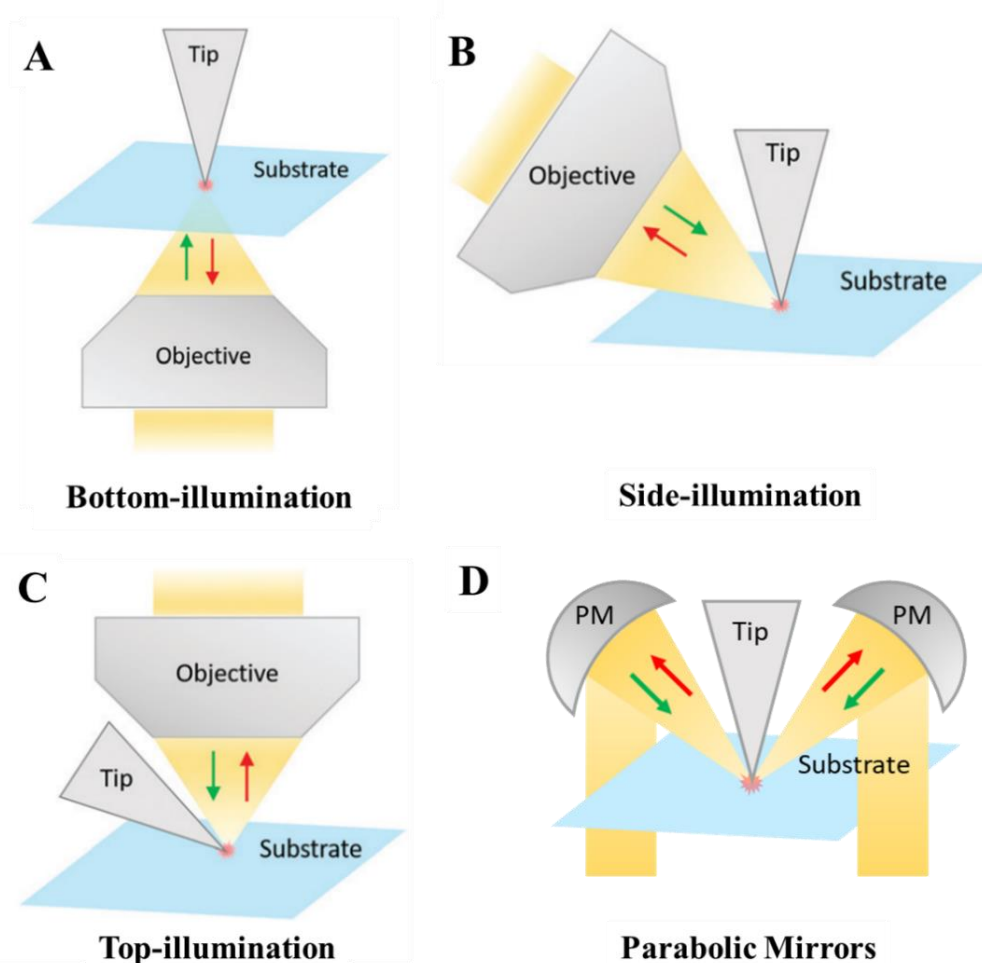 A
Tip
Substrate
Objective
Bottom-illumination
B
Objective
Tip
Substrate
Side-illumination
C
Objective
Tip
Substrate
Top-illumination
D
PM
Tip
PM
Substrate
Parabolic Mirrors